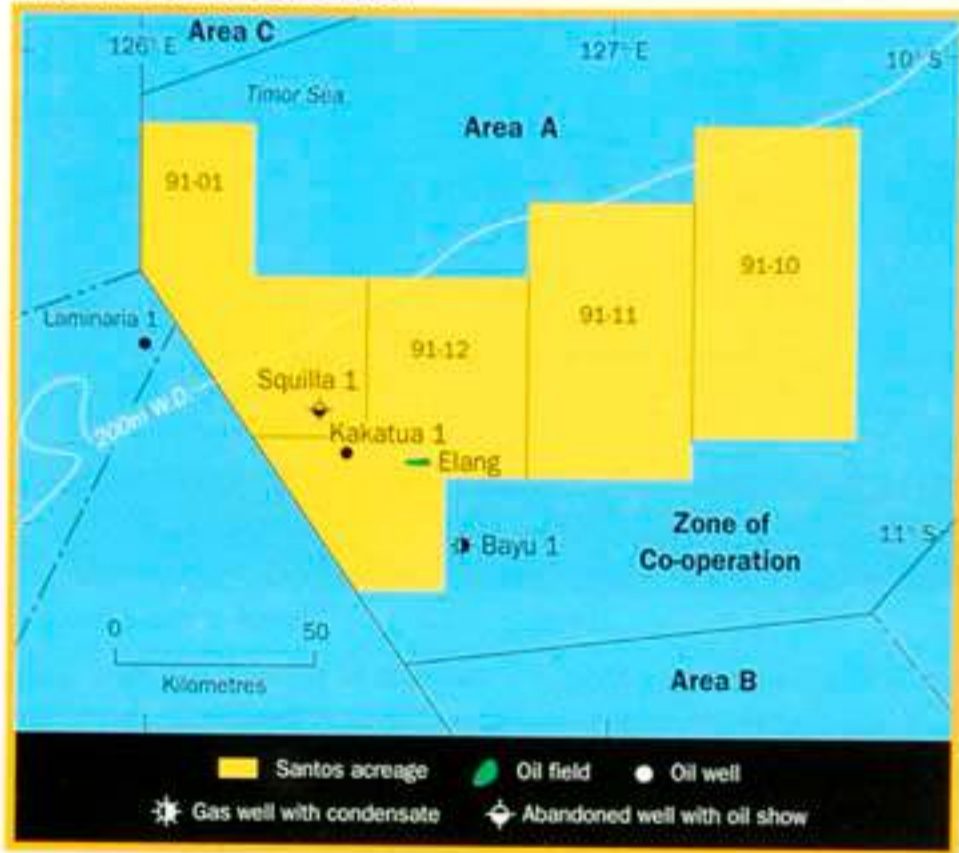 Area C
126° E
127° E
10° S
Timor Sea
Area A
91-01
91-10
91-11
Laminaria 1
91-12
Squilla 1
200m W.D.
Kakatua 1
Elang
Zone of
Co-operation
11° S
Bayu 1
0 50
Kilometres
Area B
Santos acreage
Oil field
Oil well
Gas well with condensate
Abandoned well with oil show